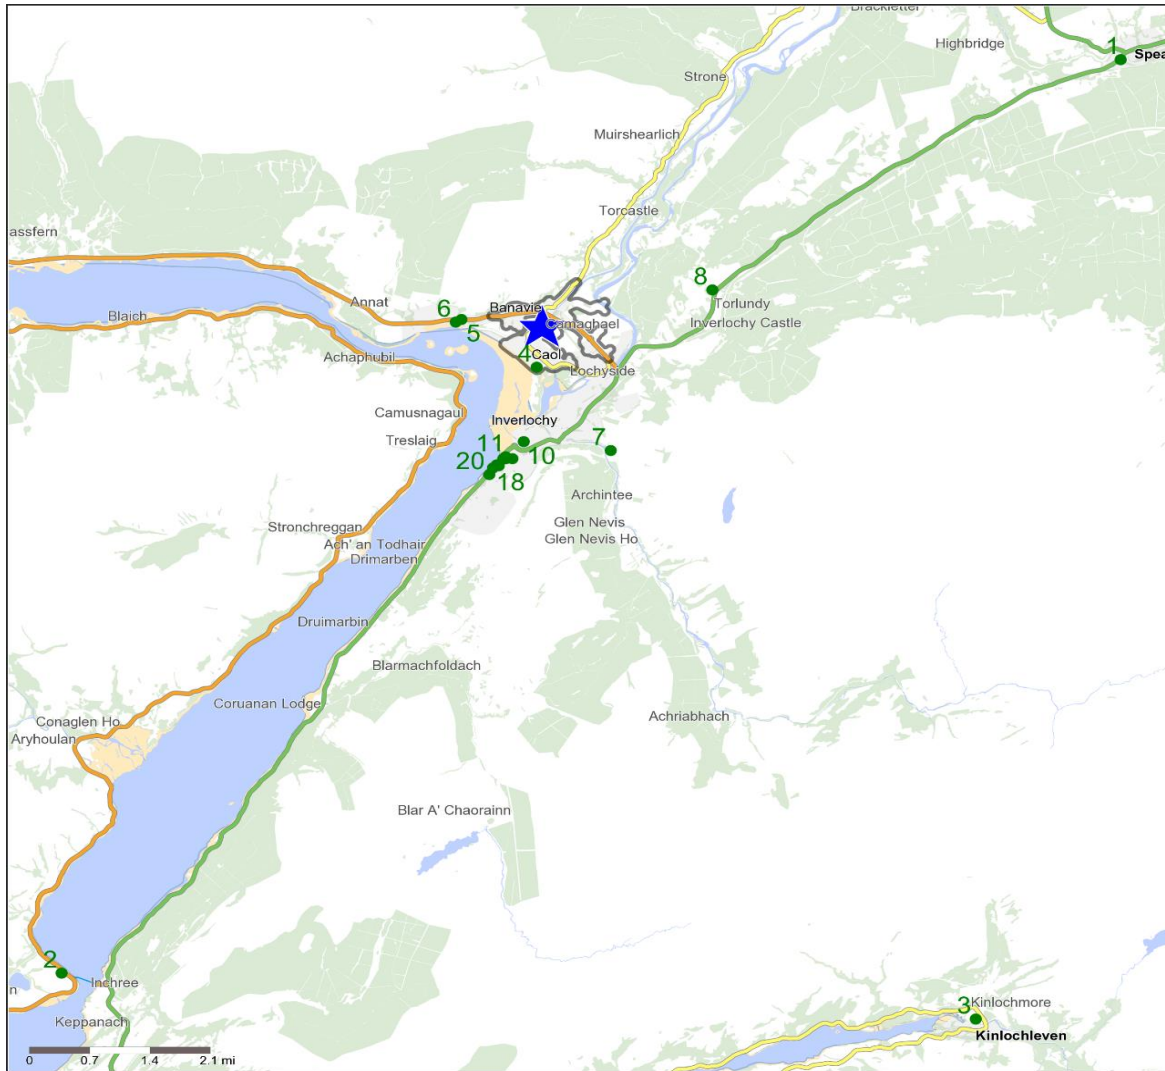 Brackletter
Highbridge
1
Spea
Strone
Muirshearlich
Torcastle
assfern
8
Annat
6
Banavie
Torlundy
Blaich
5
Camaghael
Inverlochy Castle
Achaphubil
4
Caol
Lochyside
Camusnagaul
Inverlochy
Treslaig
11
10
7
20
18
Archintee
Stronchreggan
Glen Nevis
Ach' an Todhair
Glen Nevis Ho
Drimarben
Druimarbin
Blarmachfoldach
Coruanan Lodge
Achriabhach
Conaglen Ho
Aryhoulan
Blar A' Chaorainn
2
Inchree
n
Kinlochmore
3
Keppanach
Kinlochleven
0 0.7 1.4 2.1 mi